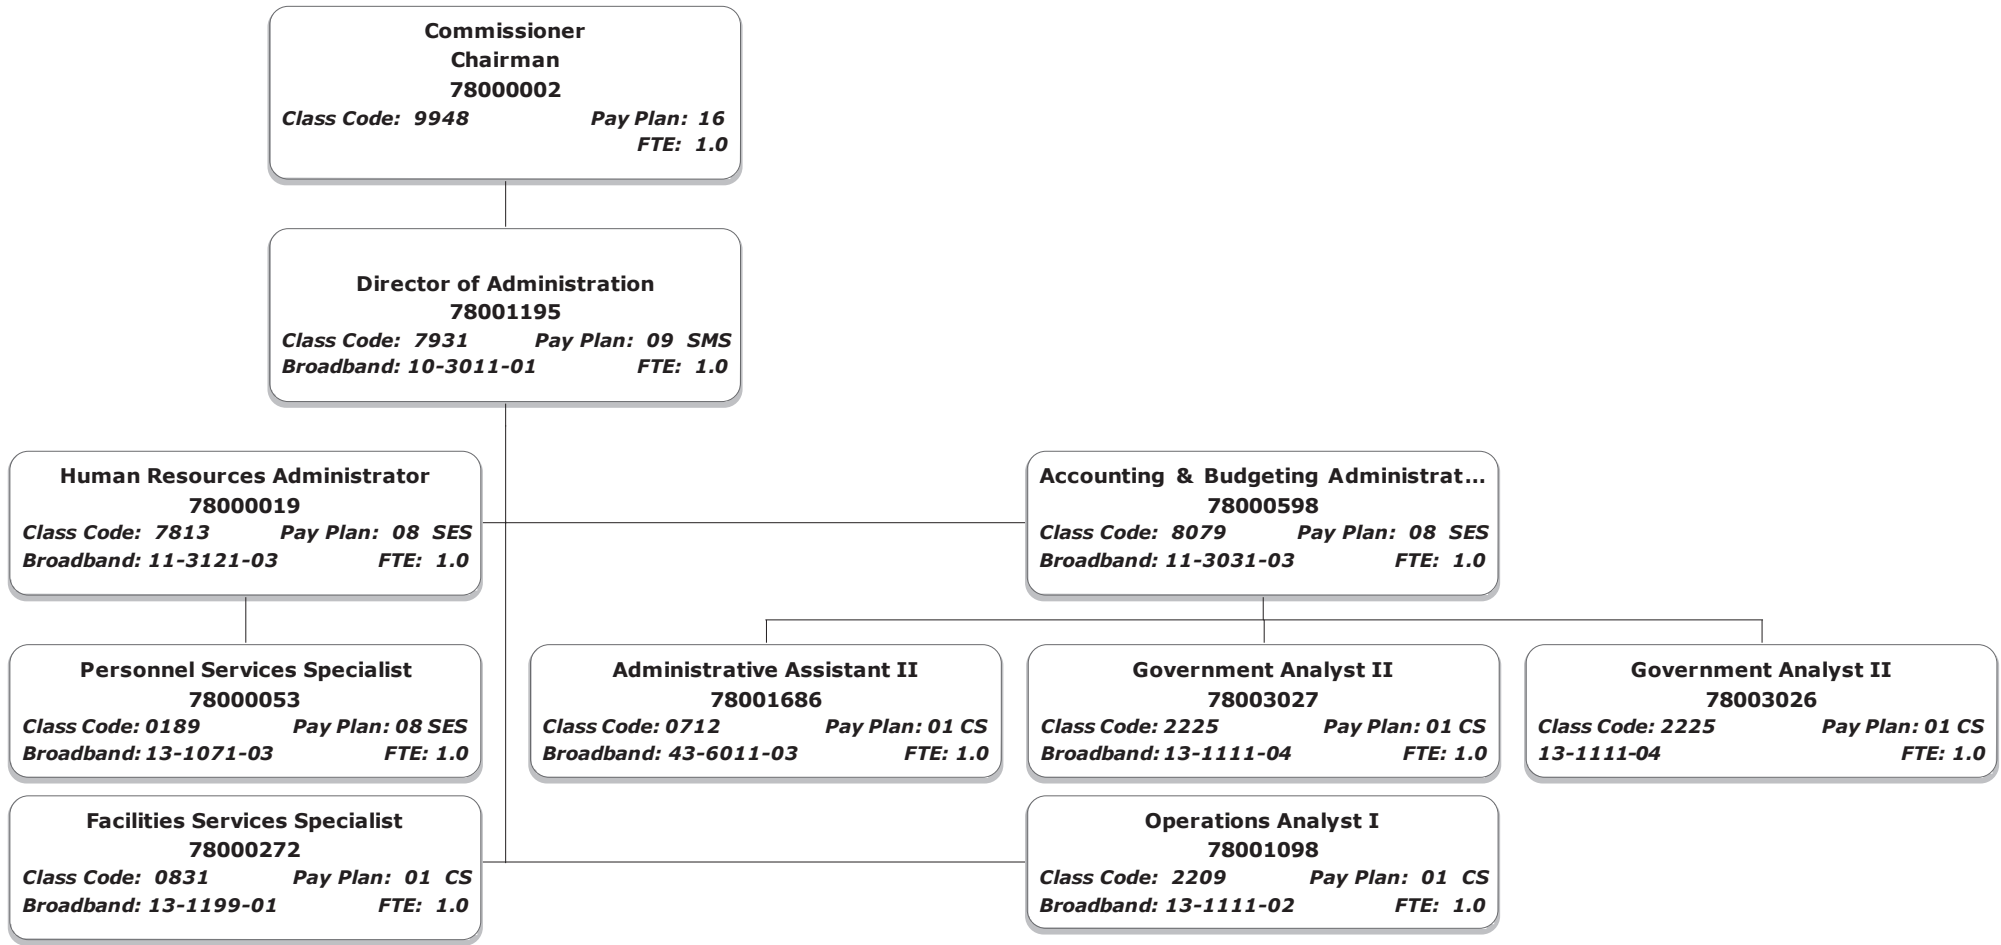 Commissioner
Chairman
78000002
Class Code: 9948 Pay Plan: 16
FTE: 1.0
Director of Administration
78001195
Class Code: 7931 Pay Plan: 09 SMS
Broadband: 10-3011-01 FTE: 1.0
Human Resources Administrator
78000019
Class Code: 7813 Pay Plan: 08 SES
Broadband: 11-3121-03 FTE: 1.0
Accounting & Budgeting Administrat...
78000598
Class Code: 8079 Pay Plan: 08 SES
Broadband: 11-3031-03 FTE: 1.0
Personnel Services Specialist
78000053
Class Code: 0189 Pay Plan: 08 SES
Broadband: 13-1071-03 FTE: 1.0
Administrative Assistant II
78001686
Class Code: 0712 Pay Plan: 01 CS
Broadband: 43-6011-03 FTE: 1.0
Government Analyst II
78003027
Class Code: 2225 Pay Plan: 01 CS
Broadband: 13-1111-04 FTE: 1.0
Government Analyst II
78003026
Class Code: 2225 Pay Plan: 01 CS
13-1111-04 FTE: 1.0
Facilities Services Specialist
78000272
Class Code: 0831 Pay Plan: 01 CS
Broadband: 13-1199-01 FTE: 1.0
Operations Analyst I
78001098
Class Code: 2209 Pay Plan: 01 CS
Broadband: 13-1111-02 FTE: 1.0